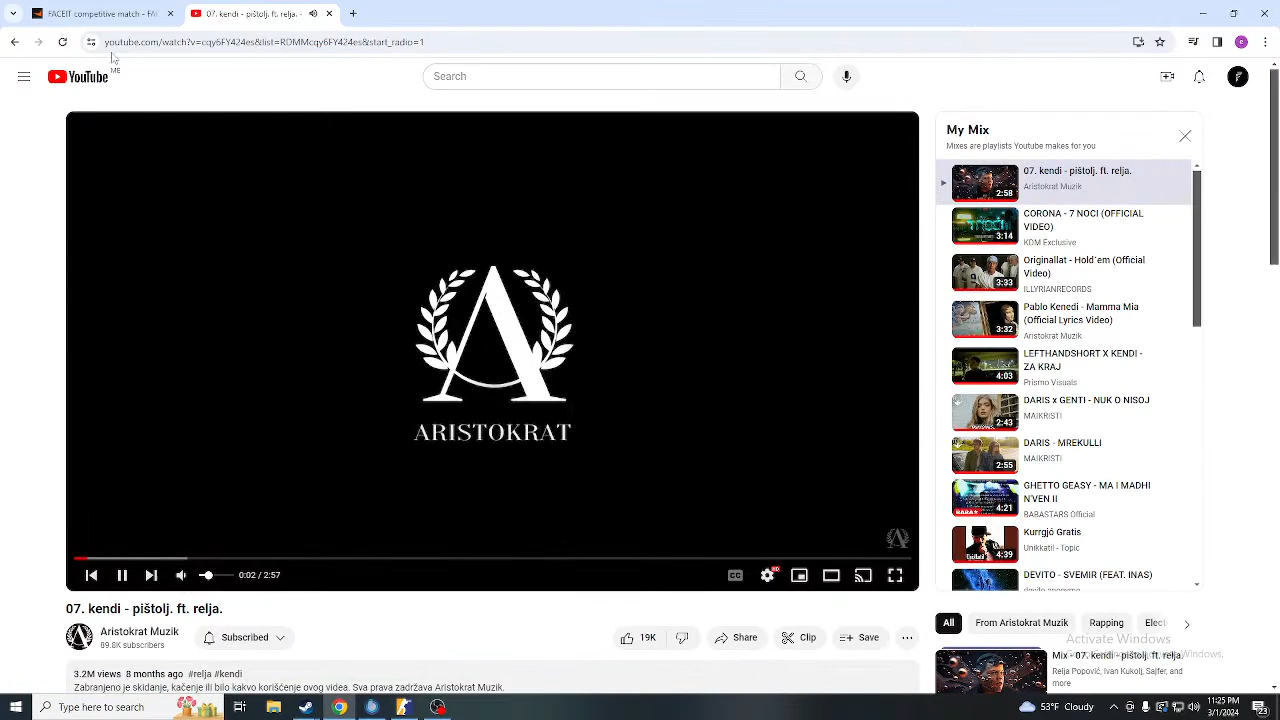 FACEIT competitive match - FAC
07. kendi - pištolj. ft. relja. -
youtube.com/watch?v=cqy6FY424es&list=RDMMcqy6FY424es&start_radio=1
ME
YouTube
Search
ARISTOKRAT
0:02 / 2:57
CC
HD
My Mix
Mixes are playlists Youtube makes for you
07. kendi - pištolj. ft. relja.
Aristokrat Muzik
2:58
CORONA - 7 NOCI (OFFICIAL
VIDEO)
KDM Exclusive
3:14
Originallat - Hold´em (Official
Video)
ILLYRIANRECORDS
3:33
Pablo Kenedi - Mamma Mia
(Official Lyrics Video)
Aristokrat Muzik
3:32
LEFTHANDSHORT X KENDI -
ZA KRAJ
Prismo Visuals
4:03
DARIS x GENTI - NUK O NISOJ
MAIKRISTI
2:43
DARIS - MREKULLI
MAIKRISTI
2:55
GHETTO GEASY - MA I MADHI
N'VEN II
BABASTARS Official
4:21
Kurrgjó Gratis
Unikkatil - Topic
4:39
DEVITO - SVEMIR (FEAT. INAS)
07. kendi - pištolj. ft. relja.
Aristokrat Muzik
89.8K subscribers
Subscribed
19K
Share
Clip
Save
3.2M views 8 months ago #relja #kendi
Zabranjeno je skidanje, kačenje ili bilo kakvo korišćenje ovog videa. Sva prava zadržava Aristokrat Muzik.
All
From Aristokrat Muzik
Rapping
Elect
Activate Windows
Mix - 07. kendi - pištolj. ft. relja.
Relja Popović, Ivan Kukolj, Sajfer, and
more
Type here to search
53°F Cloudy
11:25 PM
3/1/2024
23